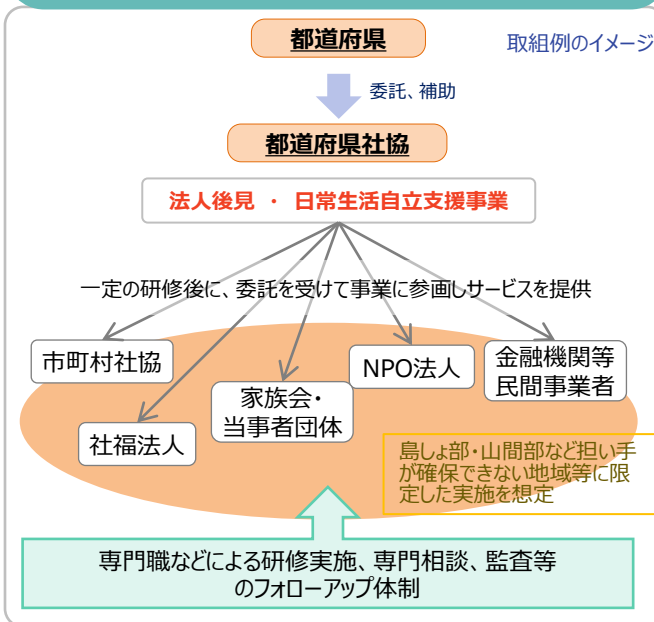 都道府県
取組例のイメージ
委託、補助
都道府県社協
法人後見 ・ 日常生活自立支援事業
一定の研修後に、委託を受けて事業に参画しサービスを提供
市町村社協
社福法人
家族会・
当事者団体
NPO法人
金融機関等
民間事業者
島しょ部・山間部など担い手
が確保できない地域等に限
定した実施を想定
専門職などによる研修実施、専門相談、監査等
のフォローアップ体制